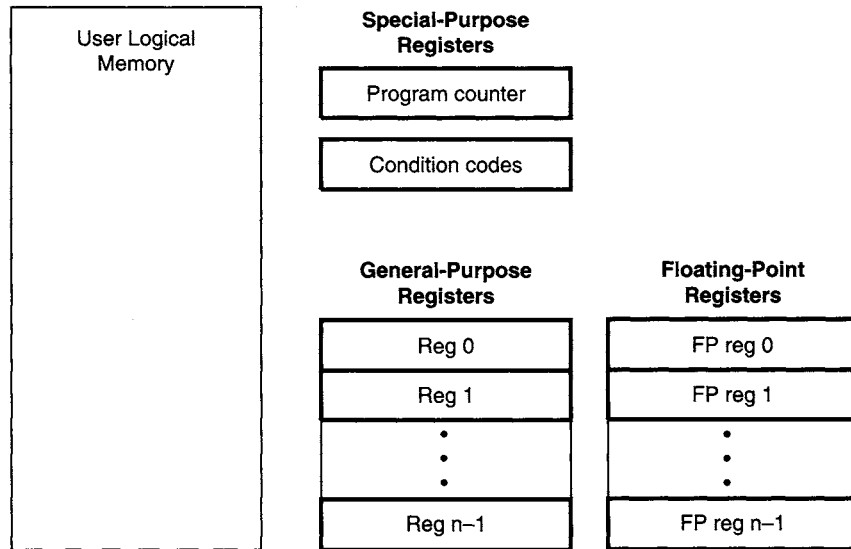 User Logical
Memory
Special-Purpose
Registers
Program counter
Condition codes
General-Purpose
Registers
Reg 0
Reg 1
Reg n–1
Floating-Point
Registers
FP reg 0
FP reg 1
FP reg n–1